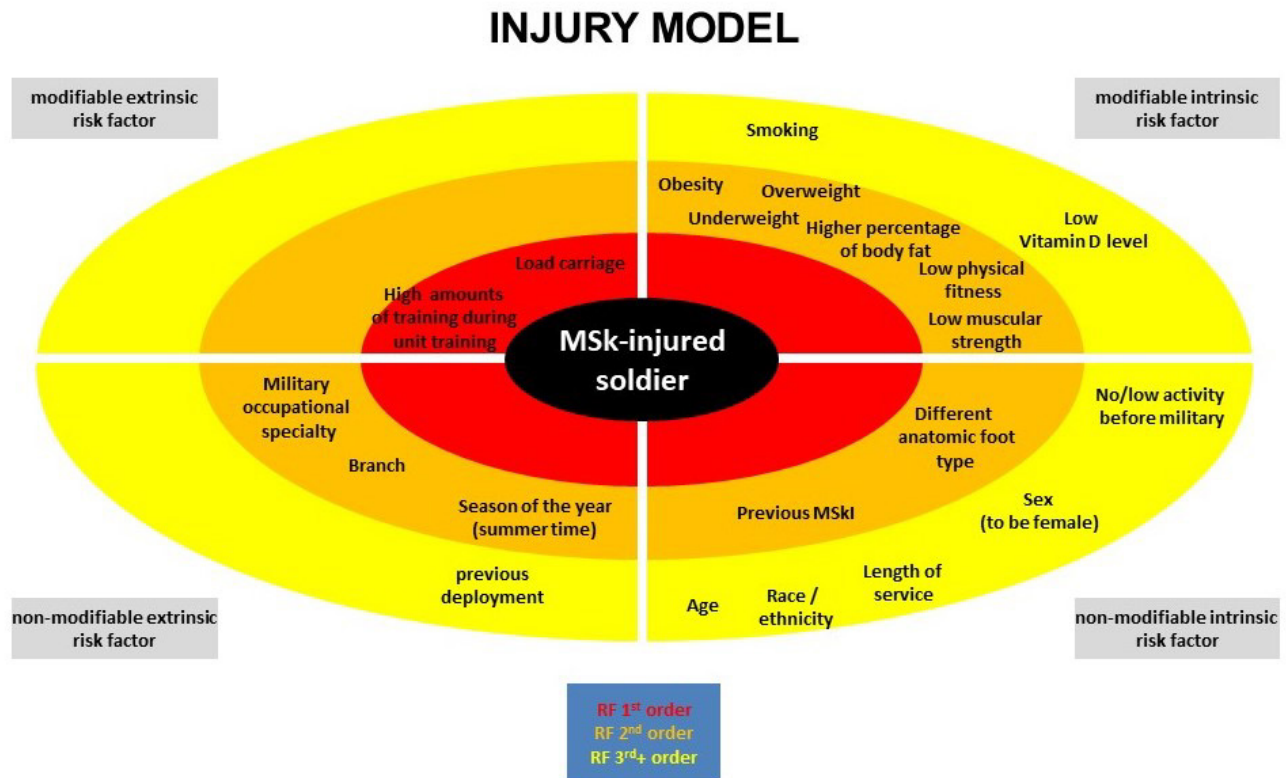 INJURY MODEL
modifiable extrinsic
risk factor
modifiable intrinsic
risk factor
Smoking
Obesity
Overweight
Underweight
Higher percentage
of body fat
Low
Vitamin D level
Low physical
fitness
Low muscular
strength
Load carriage
High amounts
of training during
unit training
MSk-injured
soldier
Military
occupational
specialty
Branch
Season of the year
(summer time)
previous
deployment
Different
anatomic foot
type
No/low activity
before military
Previous MSkI
Sex
(to be female)
Length of
service
Age
Race /
ethnicity
non-modifiable extrinsic
risk factor
non-modifiable intrinsic
risk factor
RF 1st order
RF 2nd order
RF 3rd+ order